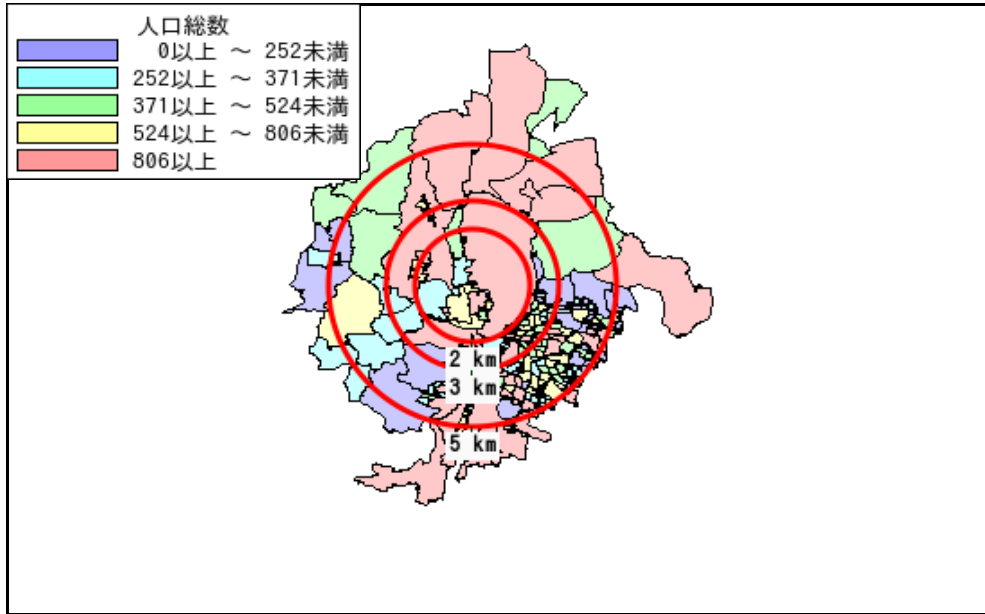 人口総数
0以上 ～ 252未満
252以上 ～ 371未満
371以上 ～ 524未満
524以上 ～ 806未満
806以上
2 km
3 km
5 km